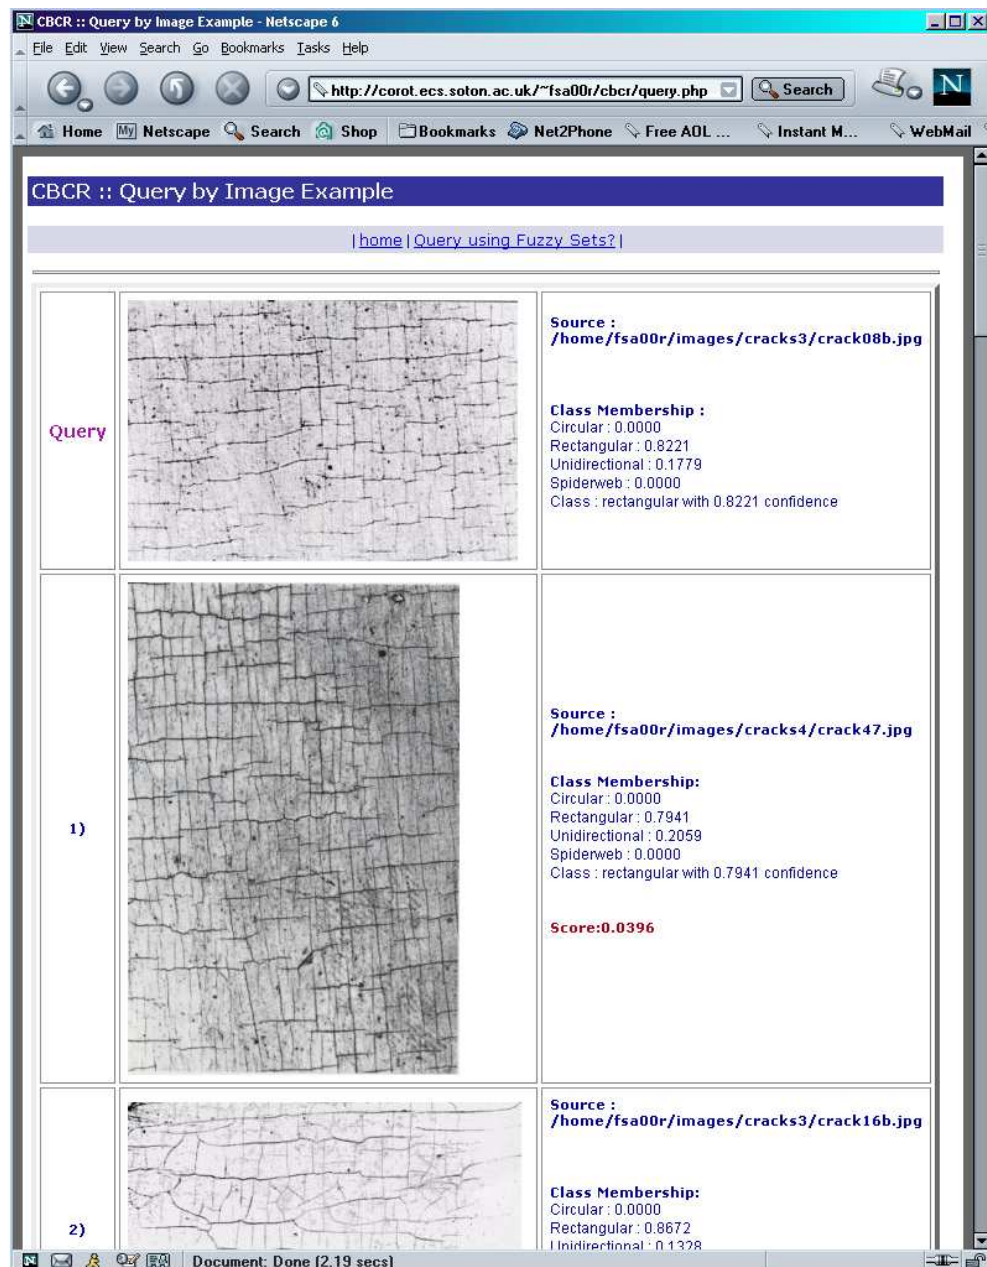 CBCR :: Query by Image Example - Netscape 6
File Edit View Search Go Bookmarks Tasks Help
http://corot.ecs.soton.ac.uk/~fsa00r/cbcr/query.php Search N
Home My Netscape Search Shop Bookmarks Net2Phone Free AOL ... Instant M... WebMail
CBCR :: Query by Image Example
| home | Query using Fuzzy Sets? |
Query
Source :
/home/fsa00r/images/cracks3/crack08b.jpg
Class Membership :
Circular : 0.0000
Rectangular : 0.8221
Unidirectional : 0.1779
Spiderweb : 0.0000
Class : rectangular with 0.8221 confidence
1)
Source :
/home/fsa00r/images/cracks4/crack47.jpg
Class Membership:
Circular : 0.0000
Rectangular : 0.7941
Unidirectional : 0.2059
Spiderweb : 0.0000
Class : rectangular with 0.7941 confidence
Score:0.0396
2)
Source :
/home/fsa00r/images/cracks3/crack16b.jpg
Class Membership:
Circular : 0.0000
Rectangular : 0.8672
Unidirectional : 0.1328
Document: Done (2.19 secs)